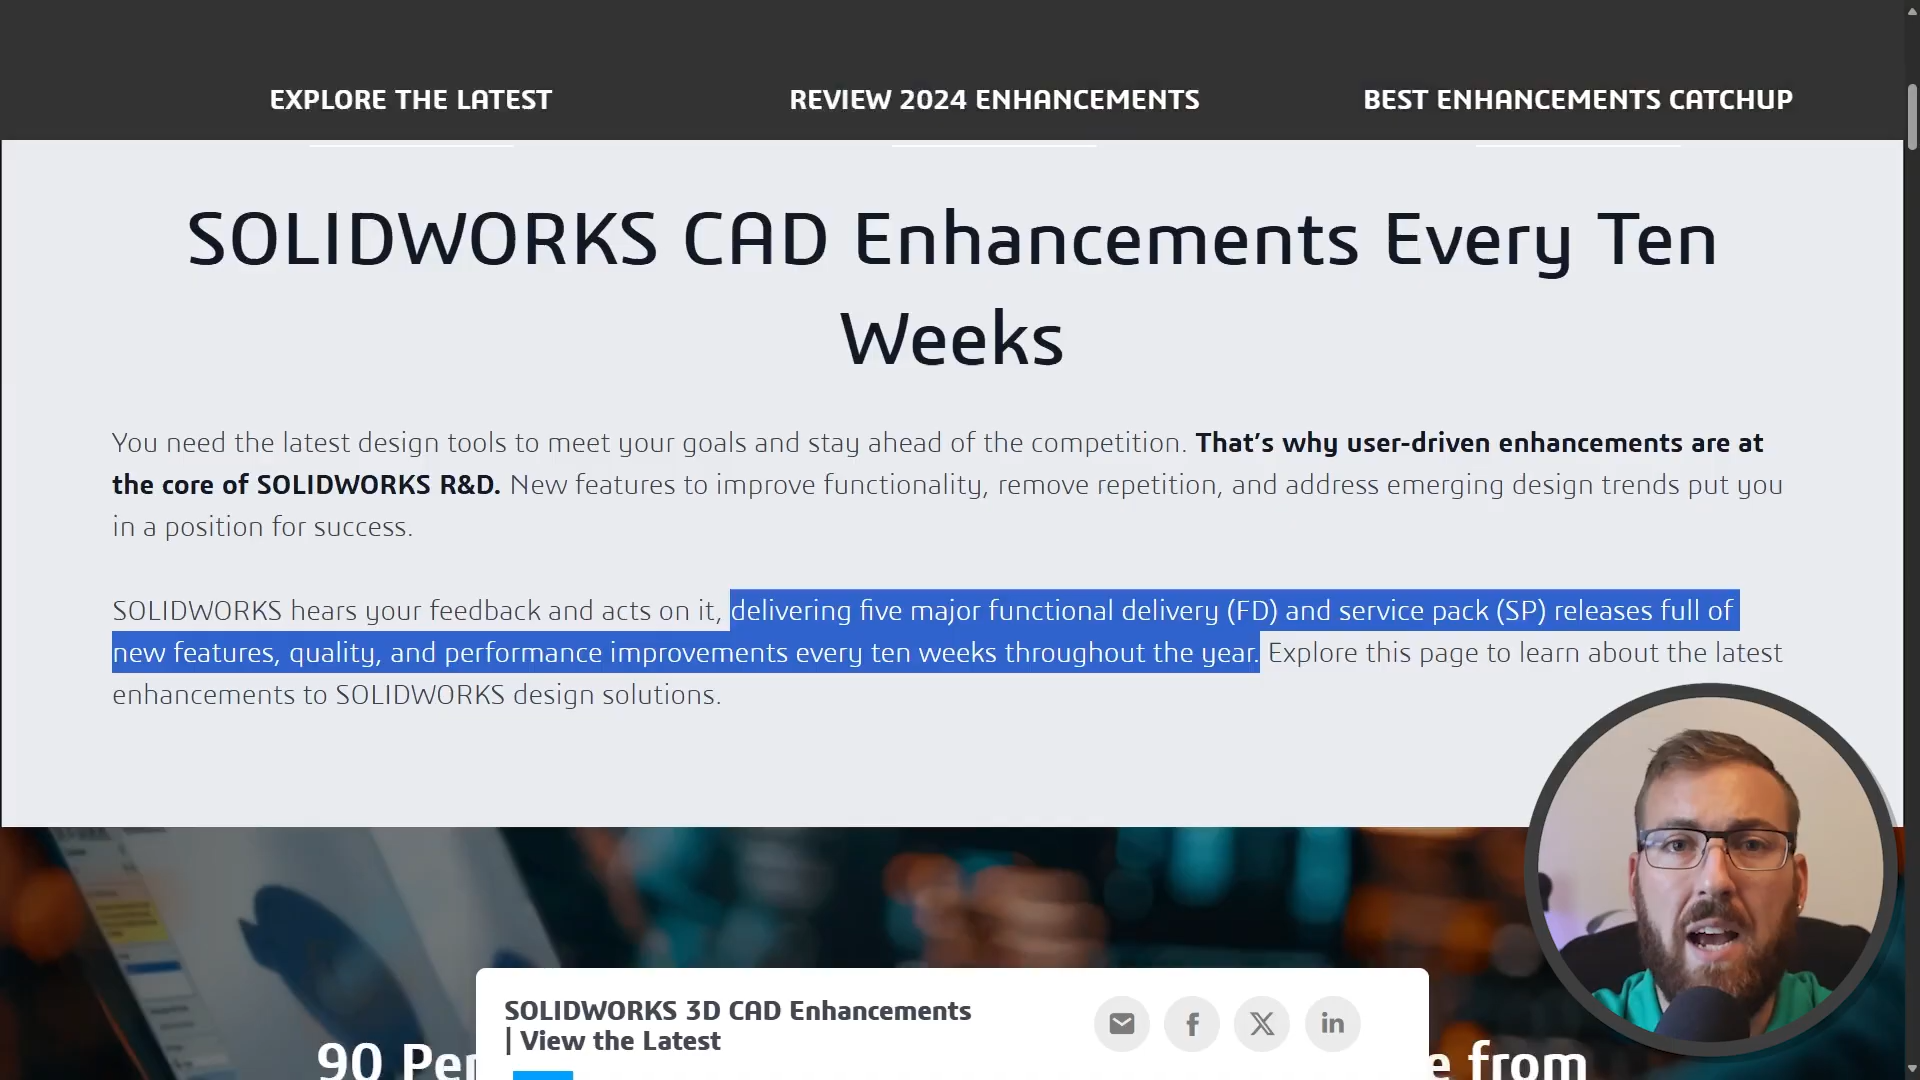 EXPLORE THE LATEST
REVIEW 2024 ENHANCEMENTS
BEST ENHANCEMENTS CATCHUP
SOLIDWORKS CAD Enhancements Every Ten
Weeks
You need the latest design tools to meet your goals and stay ahead of the competition. That's why user-driven enhancements are at
the core of SOLIDWORKS R&D. New features to improve functionality, remove repetition, and address emerging design trends put you
in a position for success.
SOLIDWORKS hears your feedback and acts on it, delivering five major functional delivery (FD) and service pack (SP) releases full of
new features, quality, and performance improvements every ten weeks throughout the year. Explore this page to learn about the latest
enhancements to SOLIDWORKS design solutions.
SOLIDWORKS 3D CAD Enhancements
| View the Latest
90
from